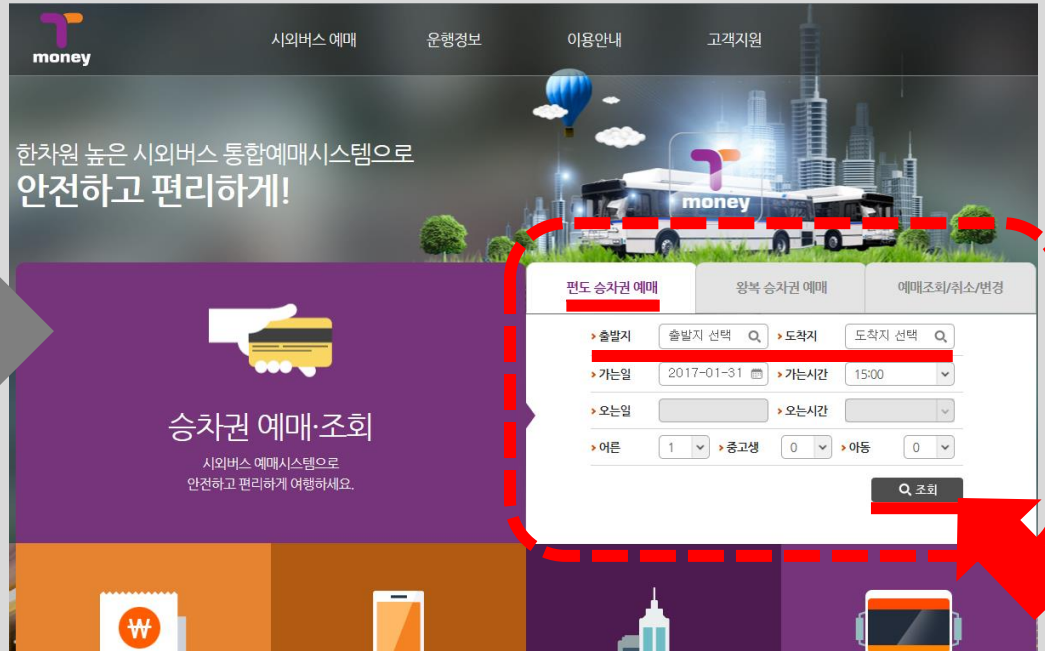 money
시외버스 예매 운행정보 이용안내 고객지원
한차원 높은 시외버스 통합예매시스템으로
안전하고 편리하게!
money
편도 승차권 예매 왕복 승차권 예매 예매조회/취소/변경
출발지 출발지 선택 도착지 도착지 선택
가는일 2017-01-31 가는시간 15:00
오는일 오는시간
어른 1 중고생 0 아동 0
조회
승차권 예매·조회
시외버스 예매시스템으로
안전하고 편리하게 여행하세요.
₩